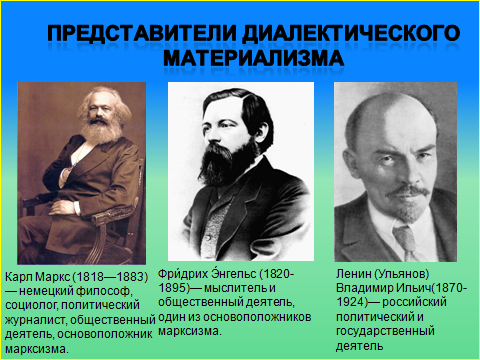 ПРЕДСТАВИТЕЛИ ДИАЛЕКТИЧЕСКОГО
МАТЕРИАЛИЗМА
Карл Маркс (1818—1883)
— немецкий философ,
социолог, политический
журналист, общественный
деятель, основоположник
марксизма.
Фри́дрих Э́нгельс (1820-
1895)— мыслитель и
общественный деятель,
один из основоположников
марксизма.
Ленин (Ульянов)
Владимир Ильич(1870-
1924)— российский
политический и
государственный
деятель